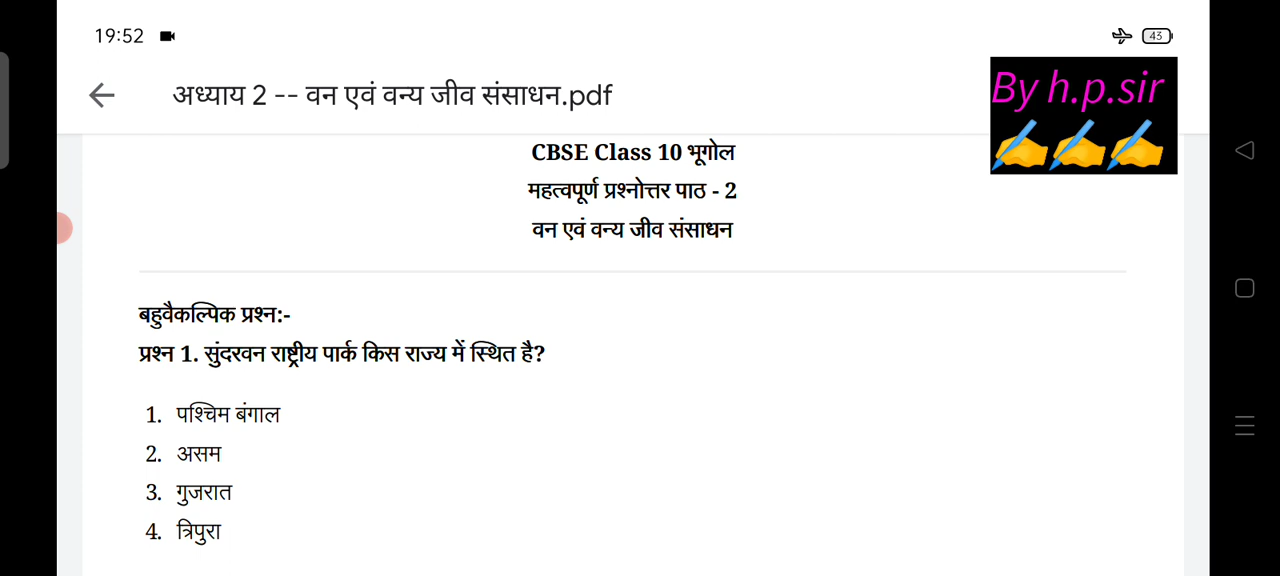 19:52
43
अध्याय 2 -- वन एवं वन्य जीव संसाधन.pdf
By h.p.sir
CBSE Class 10 भूगोल
महत्वपूर्ण प्रश्नोत्तर पाठ - 2
वन एवं वन्य जीव संसाधन
बहुवैकल्पिक प्रश्न:-
प्रश्न 1. सुंदरवन राष्ट्रीय पार्क किस राज्य में स्थित है?
1. पश्चिम बंगाल
2. असम
3. गुजरात
4. त्रिपुरा